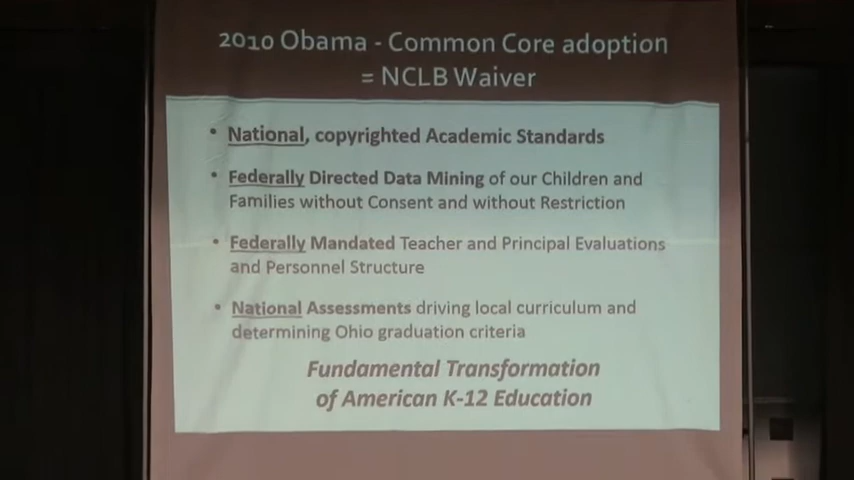 2010 Obama - Common Core adoption
= NCLB Waiver
• National, copyrighted Academic Standards
• Federally Directed Data Mining of our Children and
Families without Consent and without Restriction
• Federally Mandated Teacher and Principal Evaluations
and Personnel Structure
• National Assessments driving local curriculum and
determining Ohio graduation criteria
Fundamental Transformation
of American K-12 Education